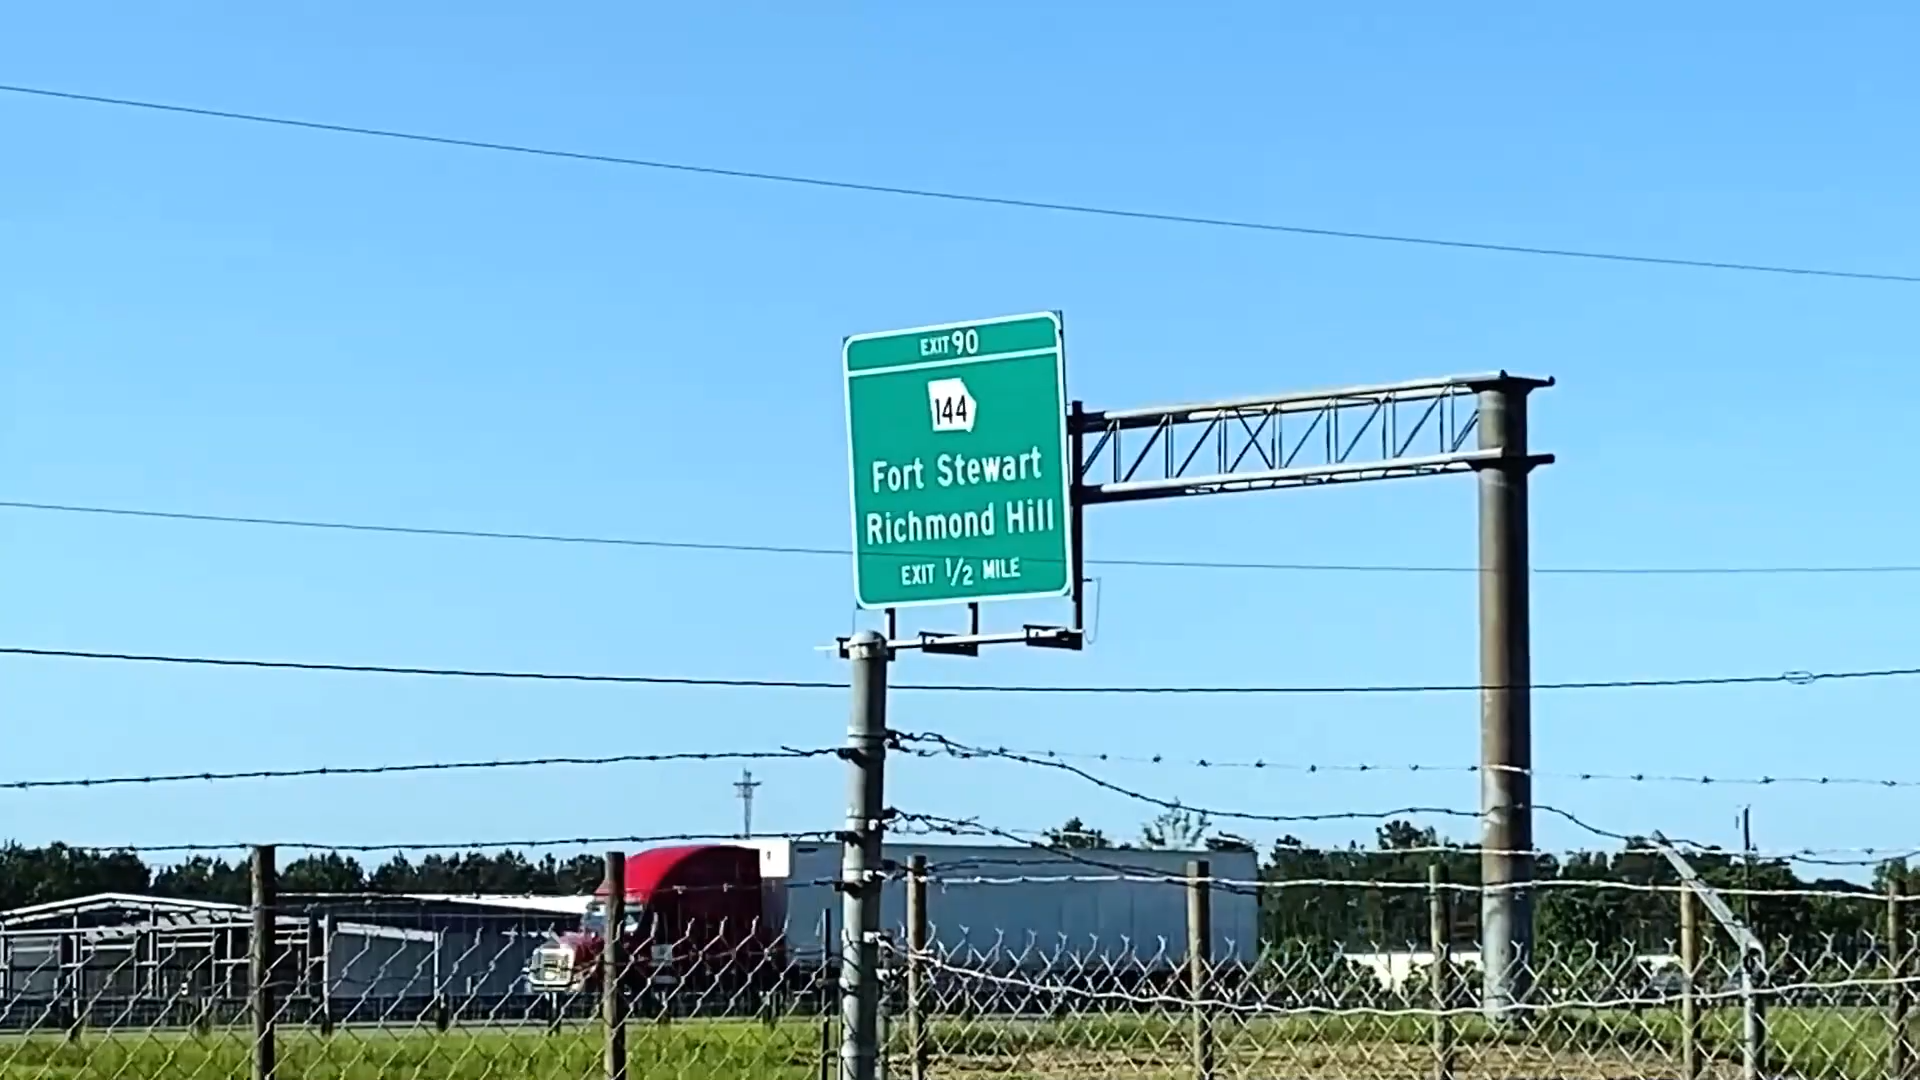 EXIT 90
144
Fort Stewart
Richmond Hill
EXIT 1/2 MILE